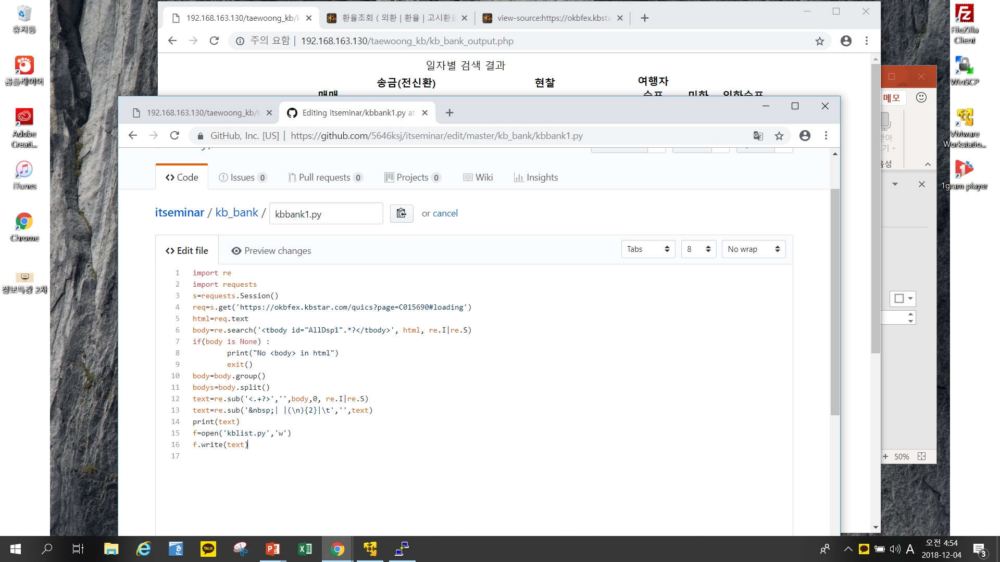 휴지통
곰플레이어
Adobe
Creati...
iTunes
Chrome
정보특강 2차
FileZilla
Client
WinSCP
VMware
Workstatio...
1gram player
192.168.163.130/taewoong_kb/k
환율조회 ( 외환 | 환율 | 고시환율
view-source:https://okbfex.kbsta
주의 요함 | 192.168.163.130/taewoong_kb/kb_bank_output.php
일자별 검색 결과
송금(전신환) 현찰 여행자
메모
192.168.163.130/taewoong_kb/t
Editing itseminar/kbbank1.py at
GitHub, Inc. [US] | https://github.com/5646ksj/itseminar/edit/master/kb_bank/kbbank1.py
Code
Issues 0
Pull requests 0
Projects 0
Wiki
Insights
itseminar / kb_bank / kbbank1.py or cancel
Edit file
Preview changes
Tabs 8 No wrap
1 import re
2 import requests
3 s=requests.Session()
4 req=s.get('https://okbfex.kbstar.com/quics?page=C015690#loading')
5 html=req.text
6 body=re.search('<tbody id="AllDsp1".*?</tbody>', html, re.I|re.S)
7 if(body is None) :
8 print("No <body> in html")
9 exit()
10 body=body.group()
11 bodys=body.split()
12 text=re.sub('<.+?>','',body,0, re.I|re.S)
13 text=re.sub('&nbsp;| |(\n){2}|\t','',text)
14 print(text)
15 f=open('kblist.py','w')
16 f.write(text)
17
50%
TALK
A
오전 4:54
2018-12-04
3